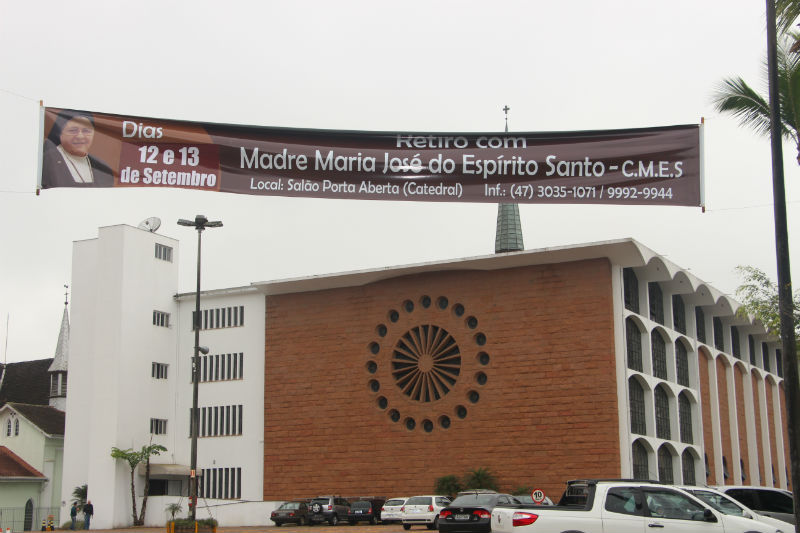 Dias
12 e 13
de Setembro
Retiro com
Madre Maria José do Espírito Santo - C.M.E.S
Local: Salão Porta Aberta (Catedral) Inf.: (47) 3035-1071 / 9992-9944
10